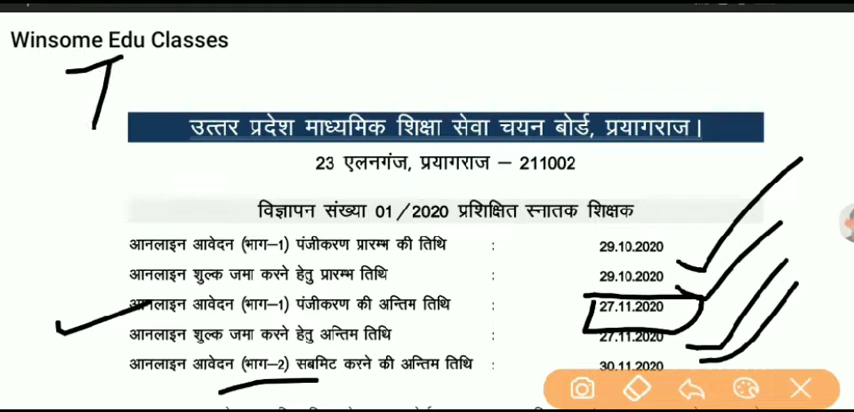 Winsome Edu Classes
उत्तर प्रदेश माध्यमिक शिक्षा सेवा चयन बोर्ड, प्रयागराज|
23 एलनगंज, प्रयागराज – 211002
विज्ञापन संख्या 01/2020 प्रशिक्षित स्नातक शिक्षक
आनलाइन आवेदन (भाग–1) पंजीकरण प्रारम्भ की तिथि : 29.10.2020
आनलाइन शुल्क जमा करने हेतु प्रारम्भ तिथि : 29.10.2020
आनलाइन आवेदन (भाग–1) पंजीकरण की अन्तिम तिथि : 27.11.2020
आनलाइन शुल्क जमा करने हेतु अन्तिम तिथि : 27.11.2020
आनलाइन आवेदन (भाग–2) सबमिट करने की अन्तिम तिथि : 30.11.2020